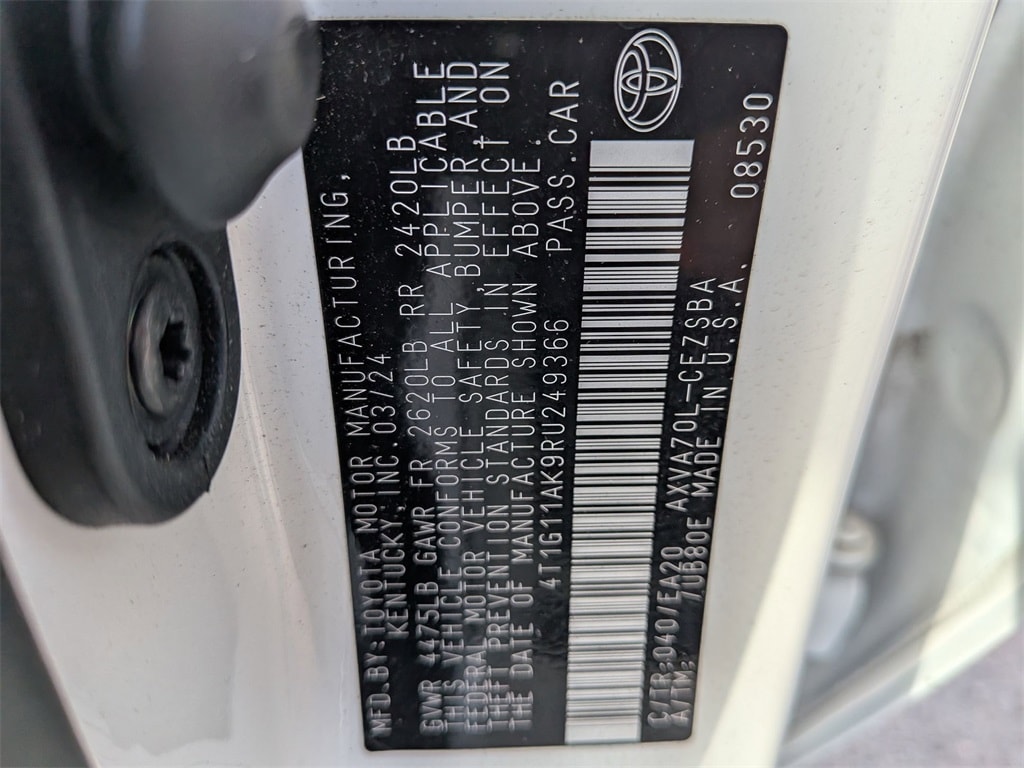 MFD.BY:TOYOTA MOTOR MANUFACTURING,
KENTUCKY,INC.03/24
GVWR 4475LB GAWR FR 2620LB RR 2420LB
THIS VEHICLE CONFORMS TO ALL APPLICABLE
FEDERAL MOTOR VEHICLE SAFETY,BUMPER,AND
THEFT PREVENTION STANDARDS IN EFFECT ON
THE DATE OF MANUFACTURE SHOWN ABOVE.
4T1G11AK9RU249366 PASS.CAR
C/TR:040/EA20 AXVA70L-CEZSBA
A/TM: /UB80E MADE IN U.S.A. 08530